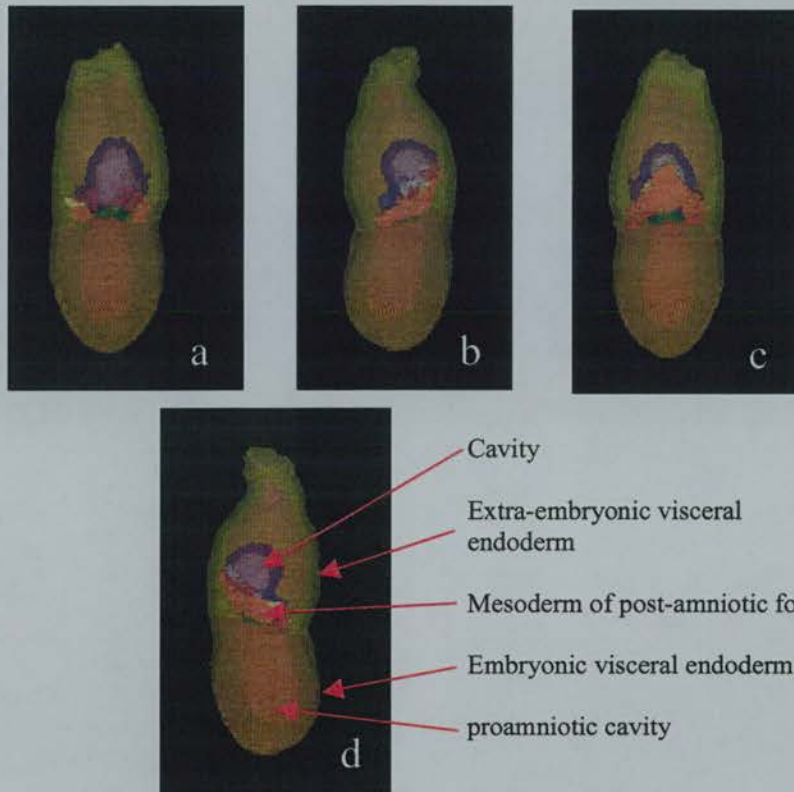 a
b
c
Cavity
Extra-embryonic visceral
endoderm
Mesoderm of post-amniotic fo
Embryonic visceral endoderm
proamniotic cavity
d